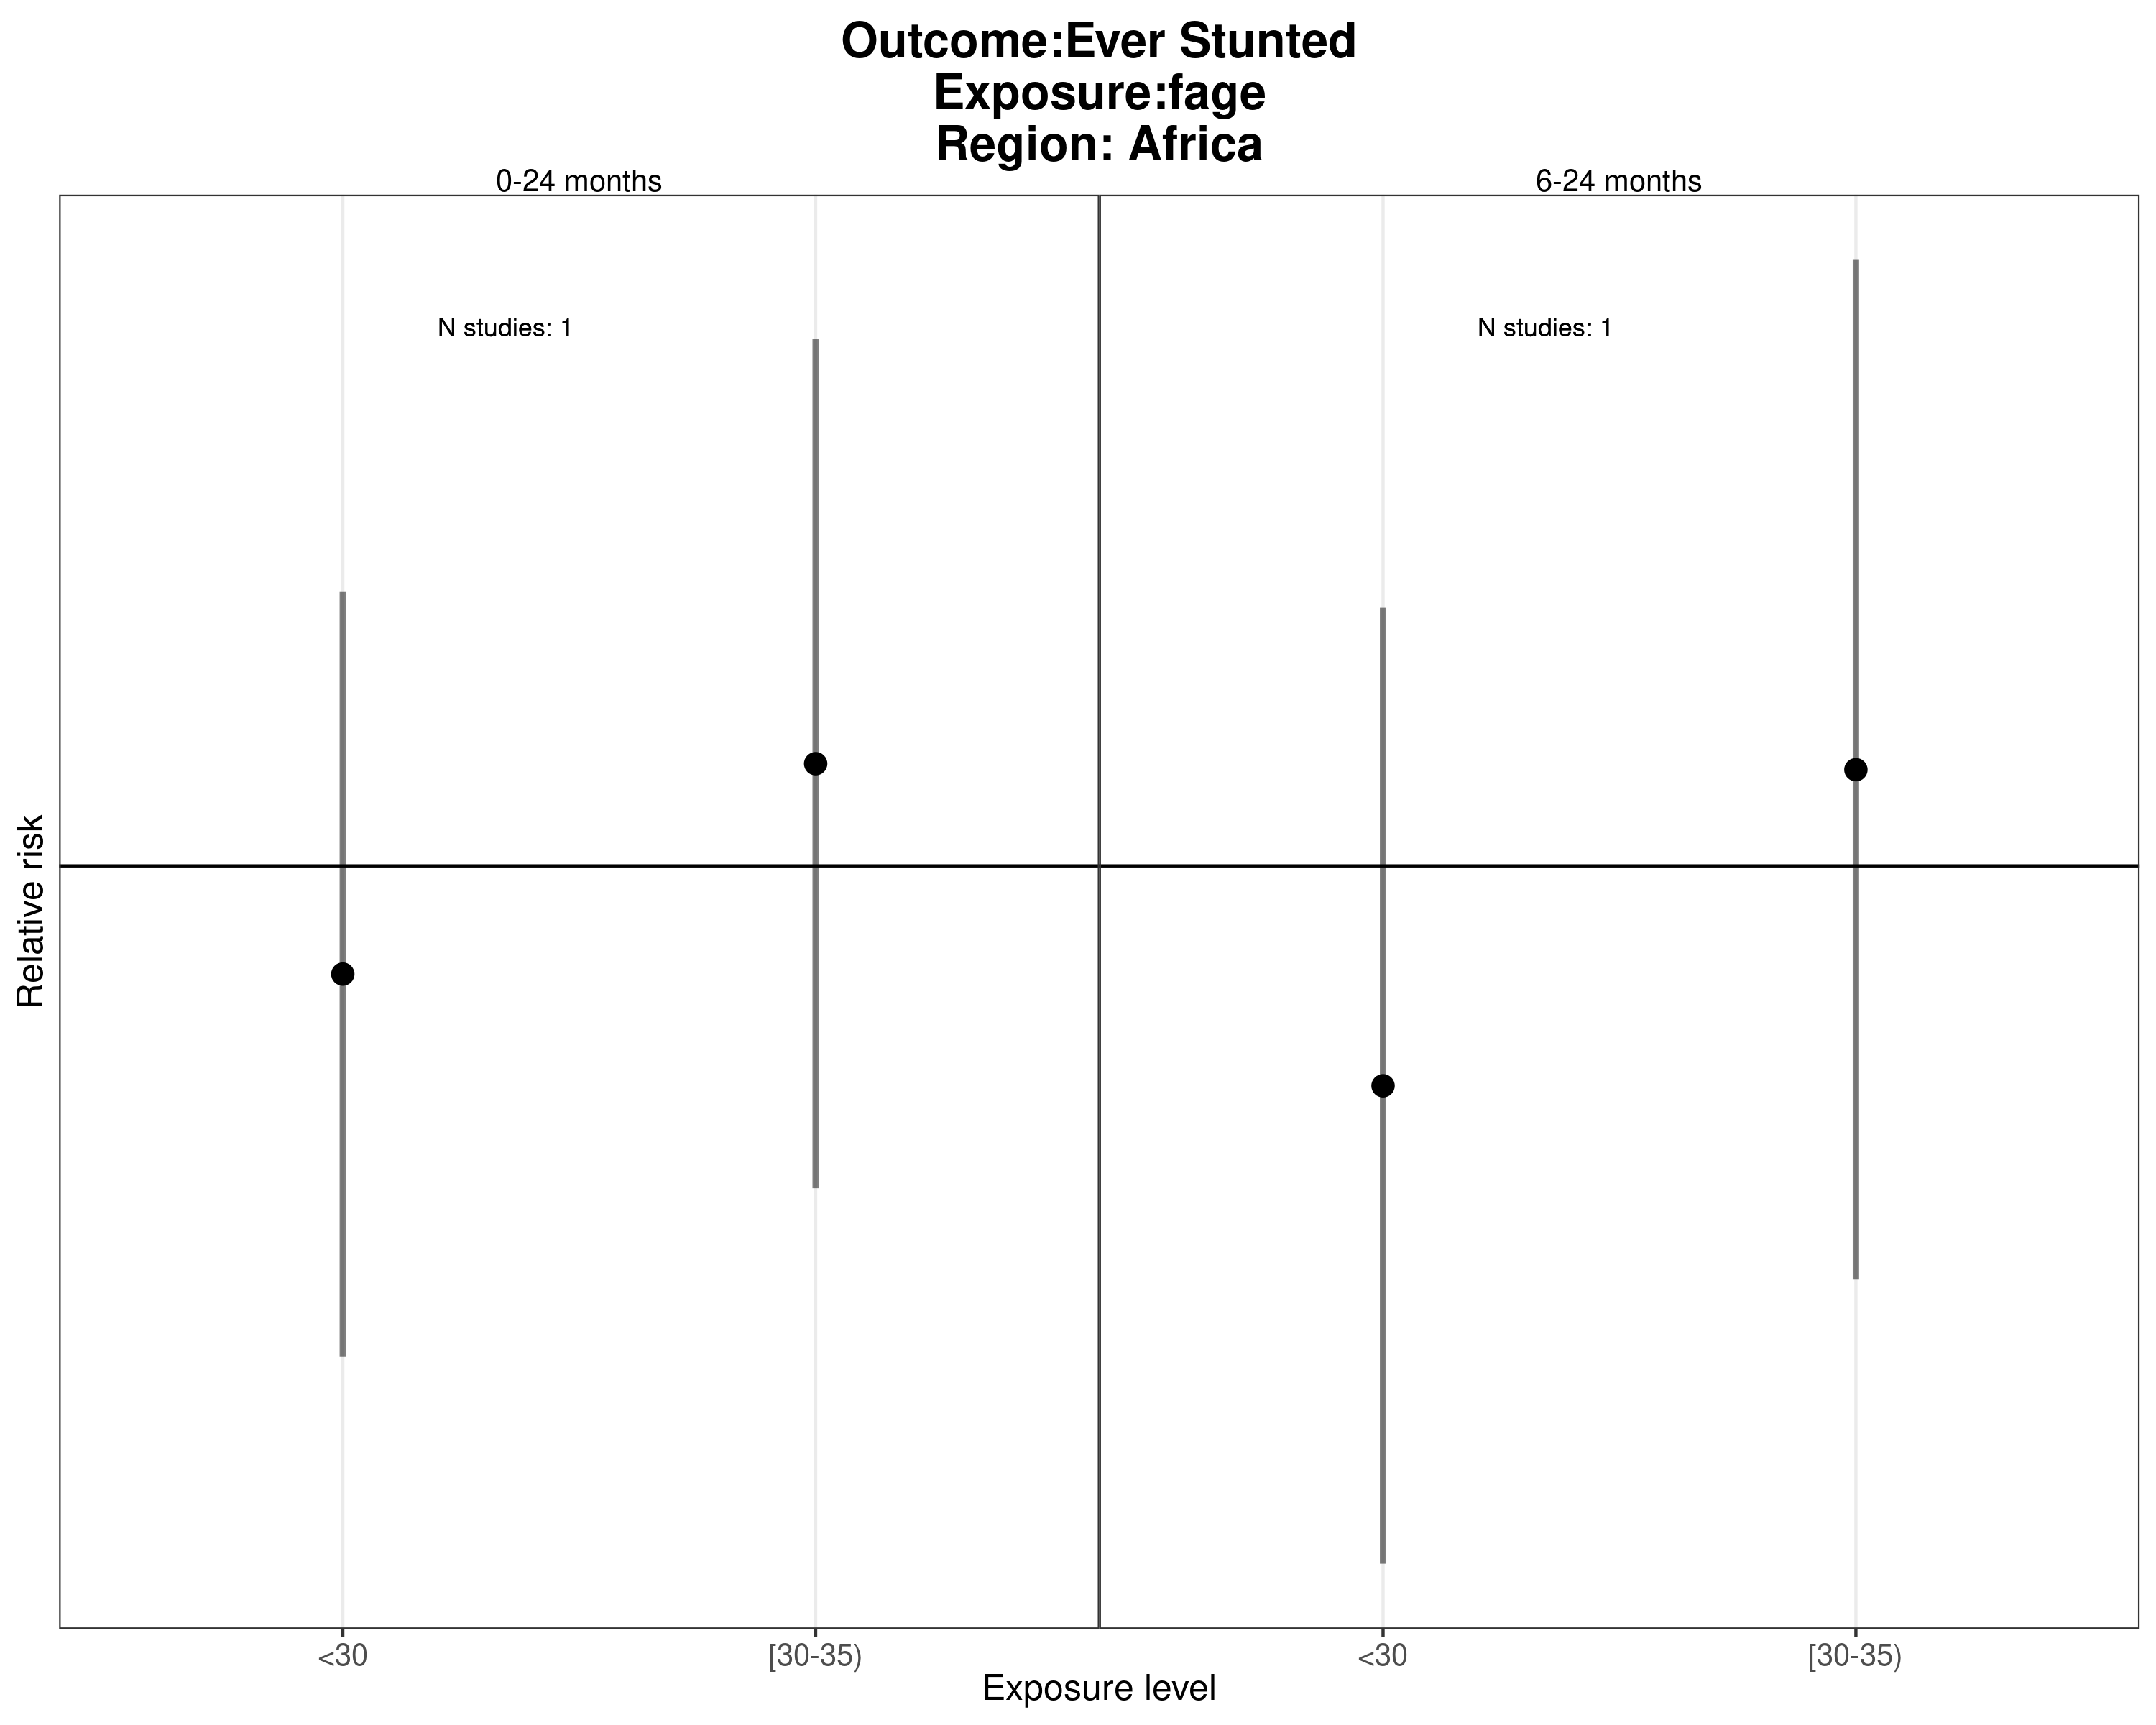 Outcome:Ever Stunted
Exposure:fage
Region: Africa
0-24 months
6-24 months
N studies: 1
N studies: 1
Relative risk
<30
[30-35)
<30
[30-35)
Exposure level